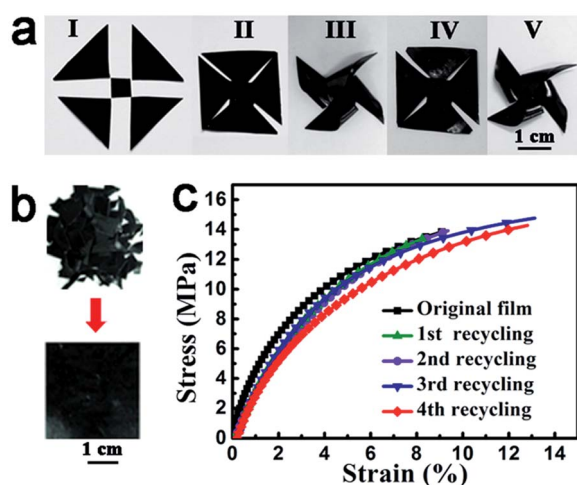 a
I II III IV V
1 cm
b
1 cm
c
Stress (MPa)
16
14
12
10
8
6
4
2
0
Original film
1st recycling
2nd recycling
3rd recycling
4th recycling
0 2 4 6 8 10 12 14
Strain (%)